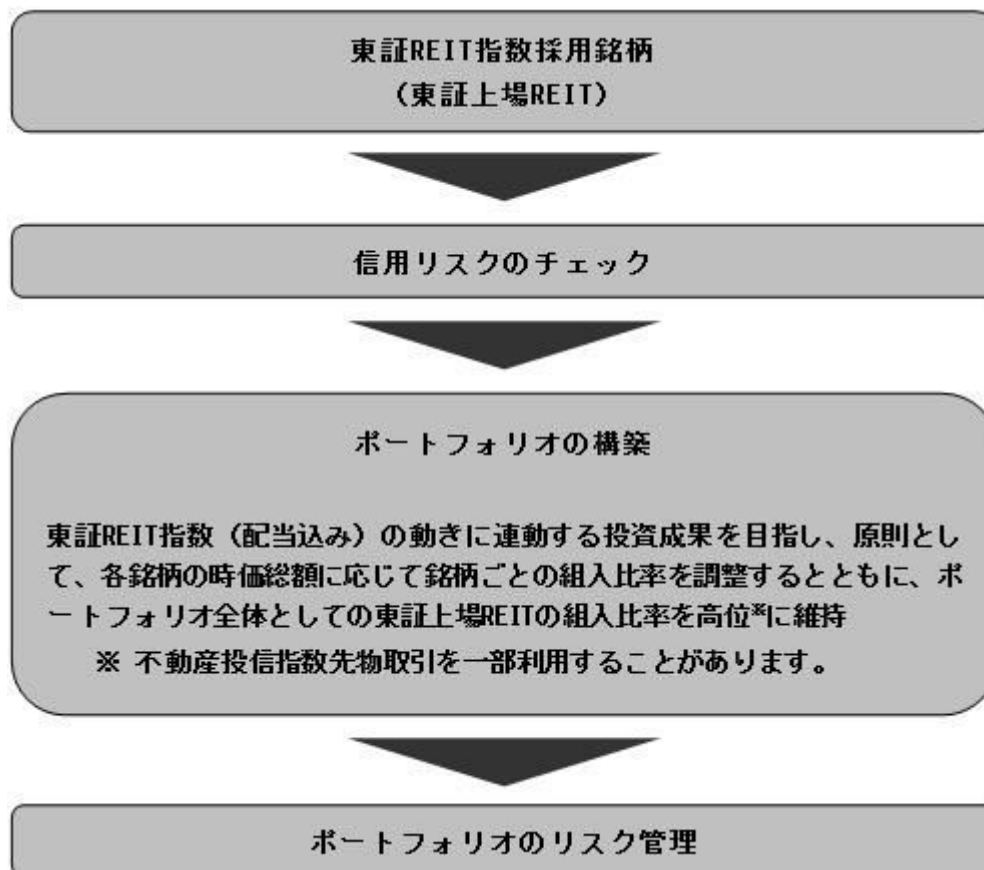 東証REIT指数採用銘柄
（東証上場REIT）
信用リスクのチェック
ポートフォリオの構築
東証REIT指数（配当込み）の動きに連動する投資成果を目指し、原則とし
て、各銘柄の時価総額に応じて銘柄ごとの組入比率を調整するとともに、ポ
ートフォリオ全体としての東証上場REITの組入比率を高位※に維持
※ 不動産投信指数先物取引を一部利用することがあります。
ポートフォリオのリスク管理